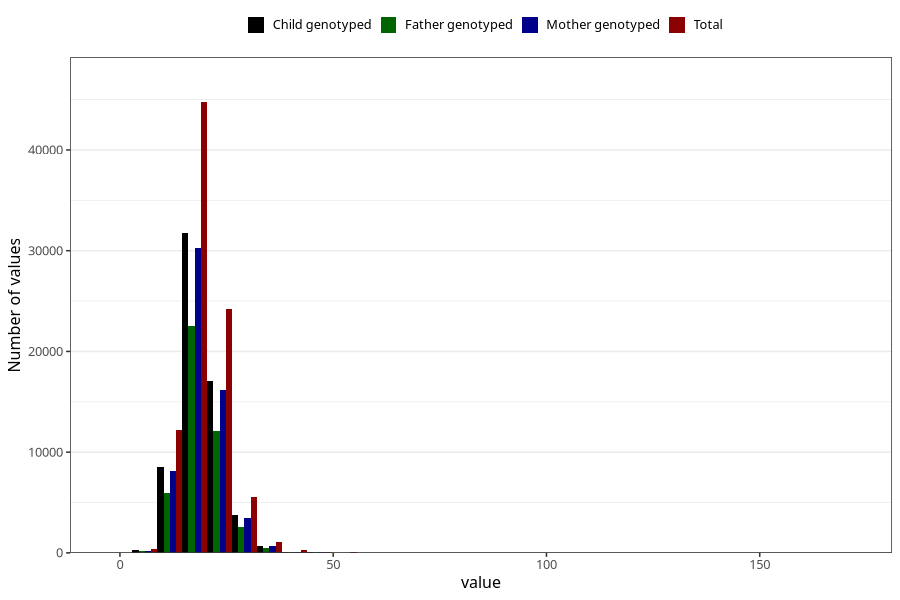 Child genotyped Father genotyped Mother genotyped Total
Number of values
40000
30000
20000
10000
0
0 50 100 150
value